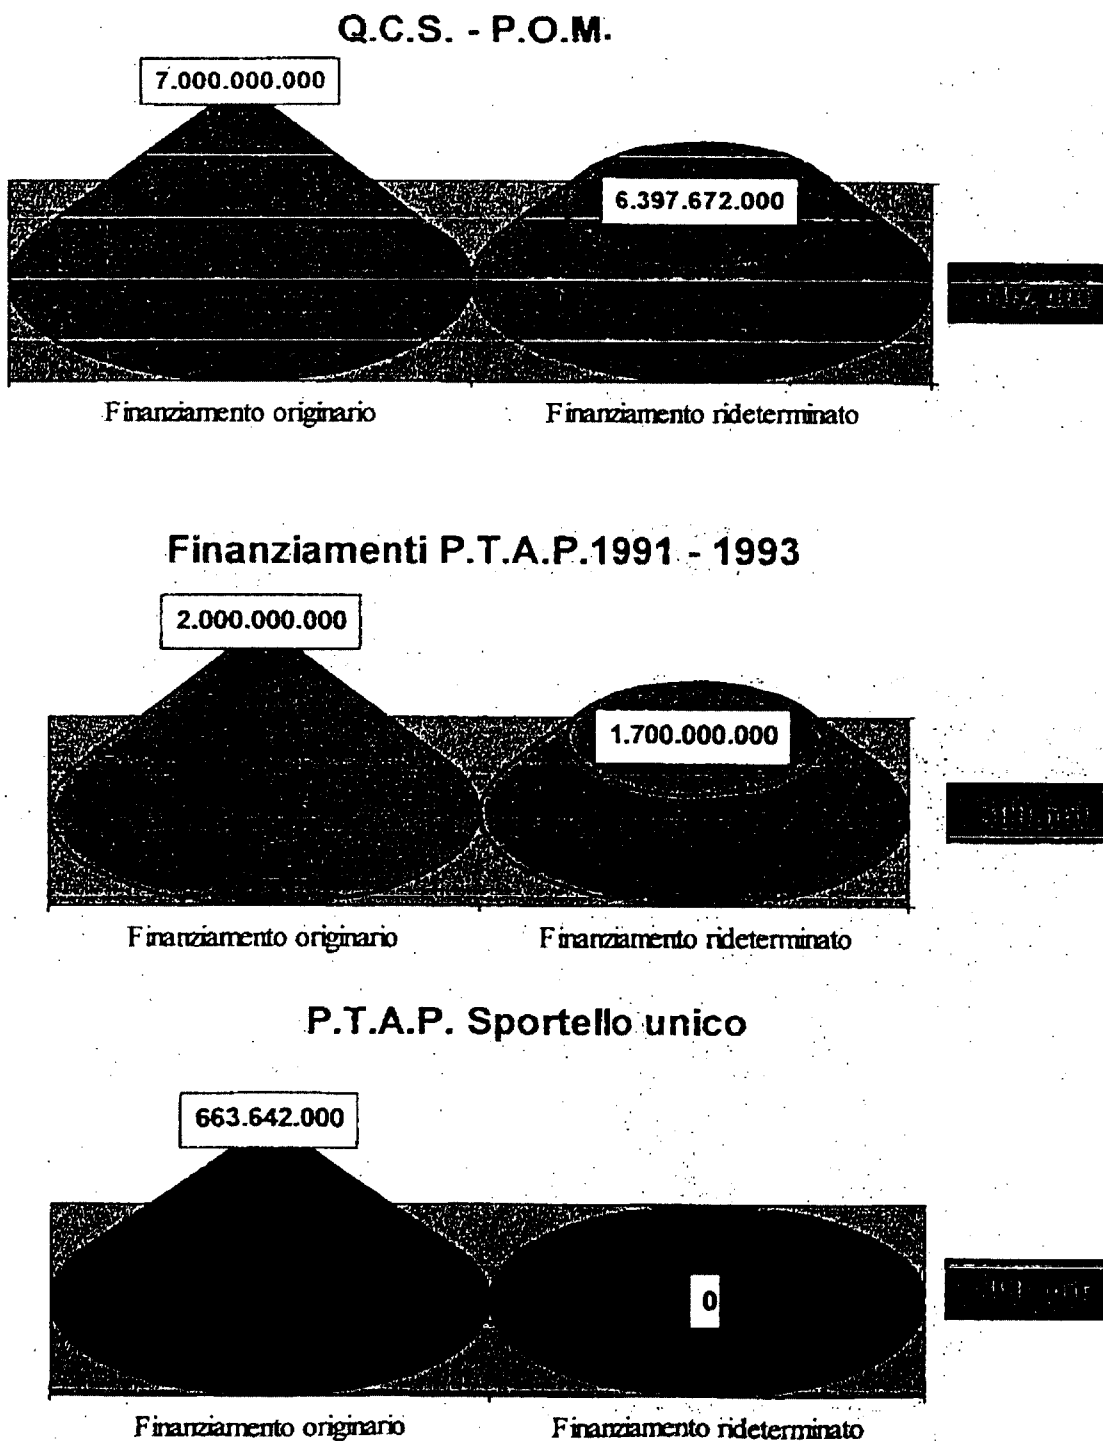 Q.C.S. - P.O.M.
7.000.000.000
6.397.672.000
Finanziamento originario
Finanziamento rideterminato
Finanziamenti P.T.A.P.1991 - 1993
2.000.000.000
1.700.000.000
Finanziamento originario
Finanziamento rideterminato
P.T.A.P. Sportello unico
663.642.000
0
Finanziamento originario
Finanziamento rideterminato